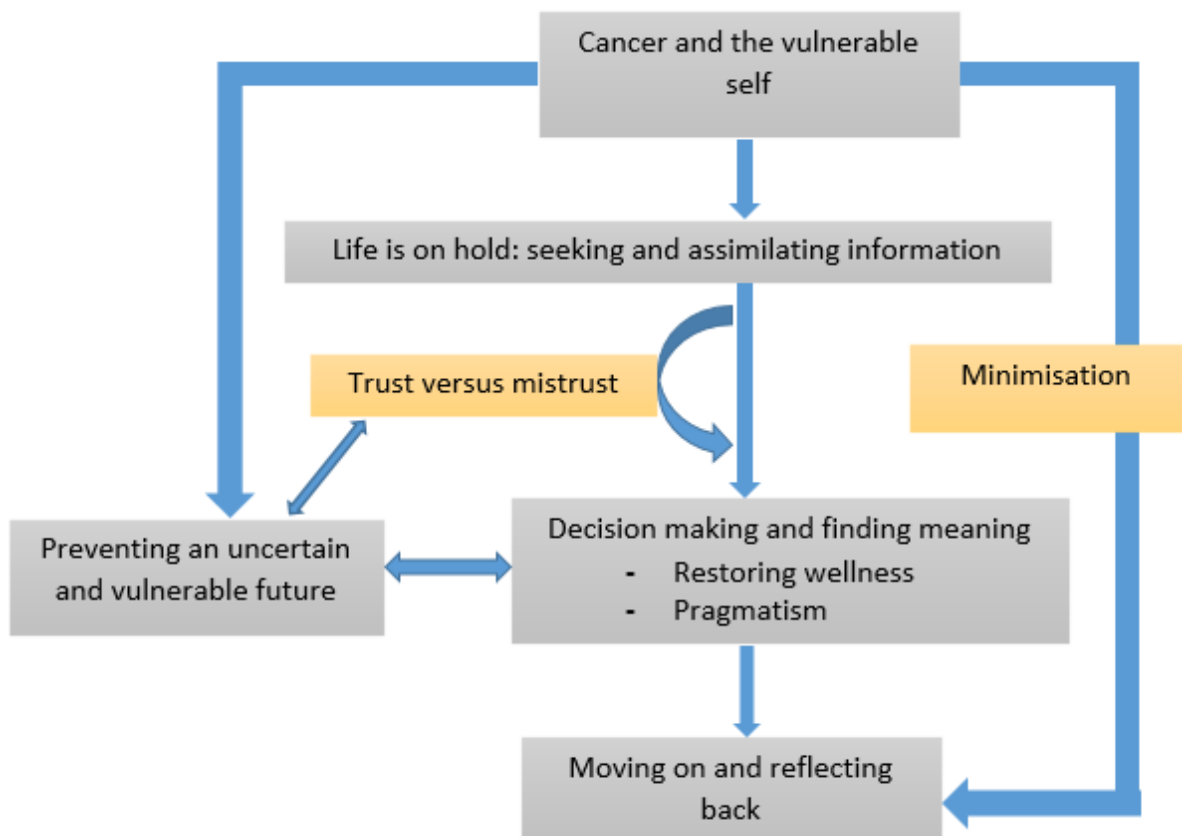 Cancer and the vulnerable
self
Life is on hold: seeking and assimilating information
Trust versus mistrust
Minimisation
Preventing an uncertain
and vulnerable future
Decision making and finding meaning
- Restoring wellness
- Pragmatism
Moving on and reflecting
back